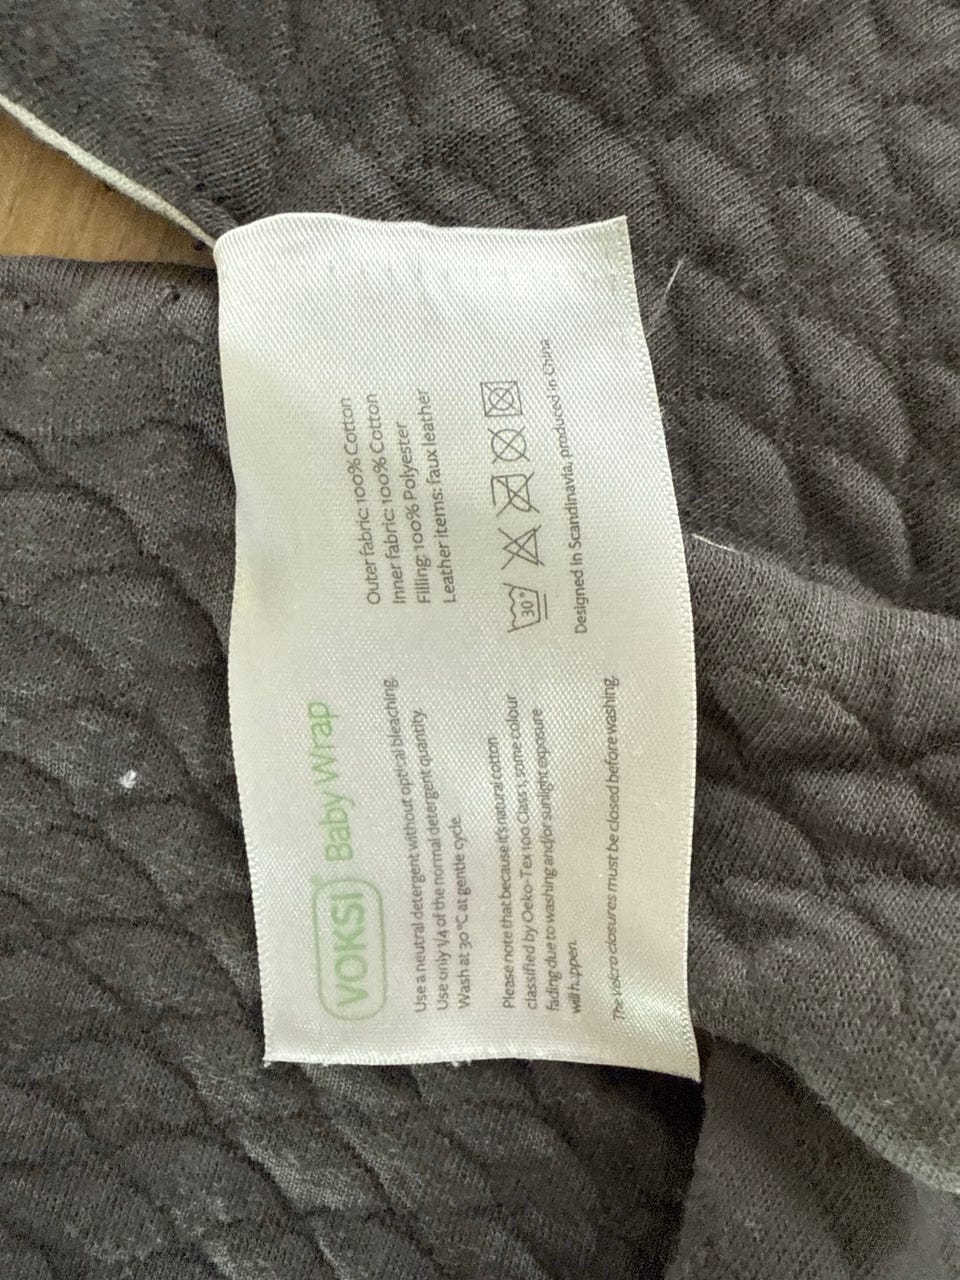 VOKSI Baby Wrap
Use a neutral detergent without optical bleaching.
Use only 1/4 of the normal detergent quantity.
Wash at 30 °C at gentle cycle.
Please note that because it's natural cotton
classified by Oeko-Tex 100 Class 1, some colour
fading due to washing and/or sunlight exposure
will happen.
The velcro closures must be closed before washing.
Outer fabric: 100% Cotton
Inner fabric: 100% Cotton
Filling: 100% Polyester
Leather items: faux leather
30°
Designed in Scandinavia, produced in China